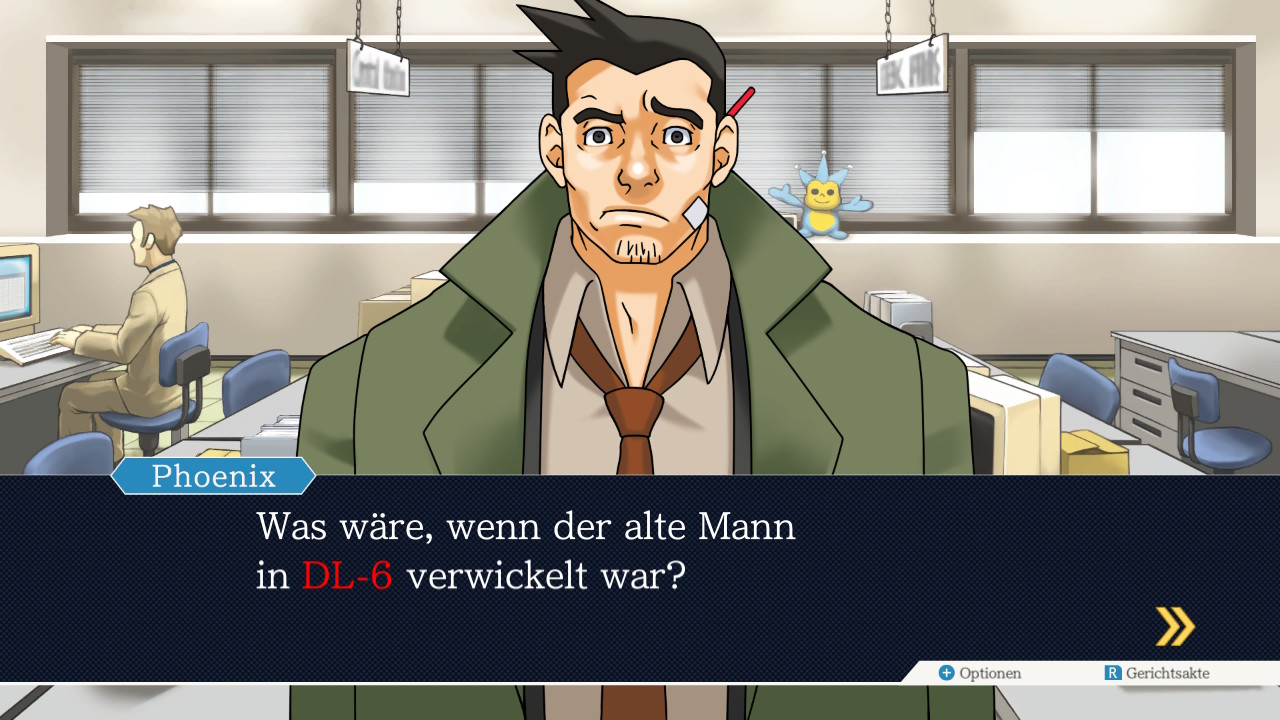 Phoenix
Was wäre, wenn der alte Mann
in DL-6 verwickelt war?
Optionen
R Gerichtsakte